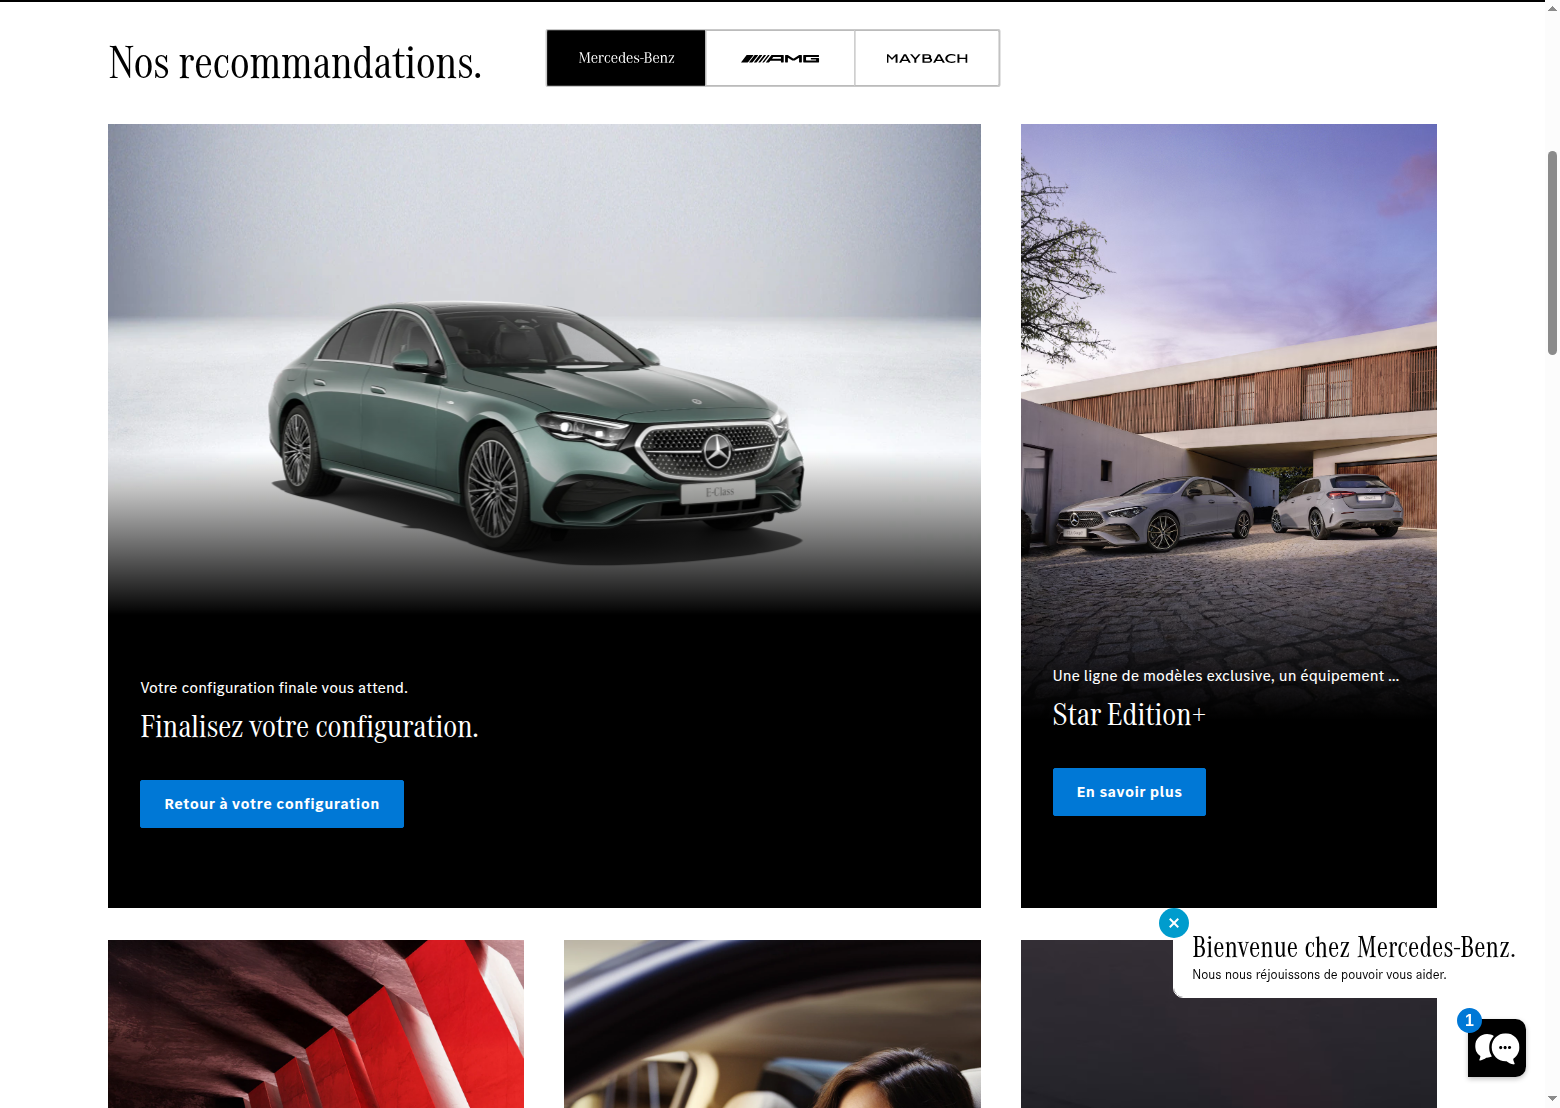 Nos recommandations.
Mercedes-Benz
AMG
MAYBACH
E-Class
Votre configuration finale vous attend.
Finalisez votre configuration.
Retour à votre configuration
Une ligne de modèles exclusive, un équipement ...
Star Edition+
En savoir plus
Bienvenue chez Mercedes-Benz.
Nous nous réjouissons de pouvoir vous aider.
1